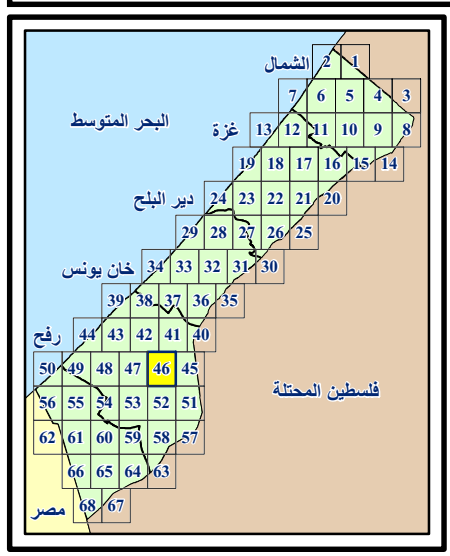 الشمال 2 1
7 6 5 4 3
البحر المتوسط
غزة 13 12 11 10 9 8
19 18 17 16 15 14
دير البلح 24 23 22 21 20
29 28 27 26 25
خان يونس 34 33 32 31 30
39 38 37 36 35
رفح 44 43 42 41 40
50 49 48 47 46 45
فلسطين المحتلة
56 55 54 53 52 51
62 61 60 59 58 57
66 65 64 63
مصر 68 67